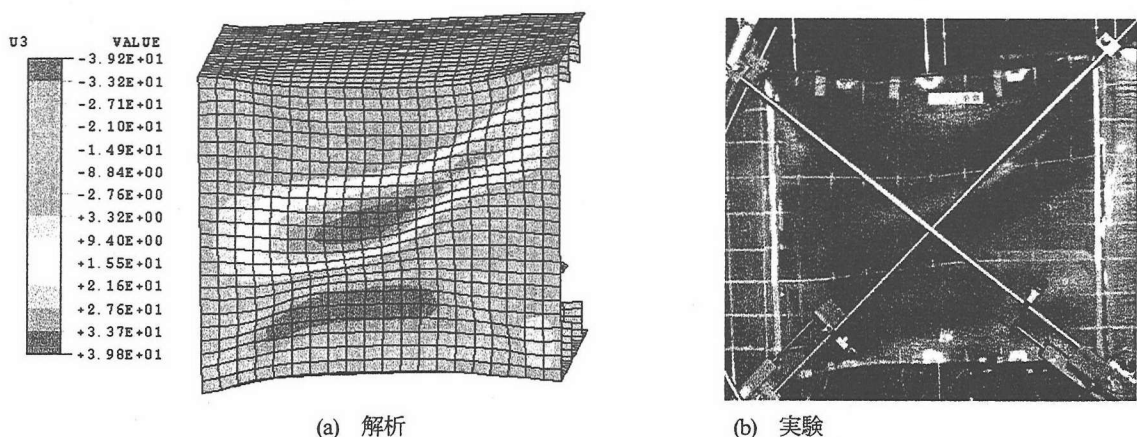 U3 VALUE
-3.92E+01
-3.32E+01
-2.71E+01
-2.10E+01
-1.49E+01
-8.84E+00
-2.76E+00
+3.32E+00
+9.40E+00
+1.55E+01
+2.16E+01
+2.76E+01
+3.37E+01
+3.98E+01
(a) 解析
(b) 実験